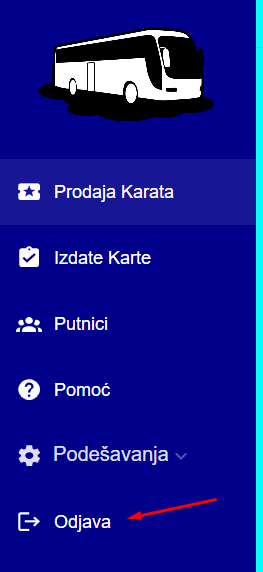 Prodaja Karata
Izdate Karte
Putnici
Pomoć
Podešavanja
Odjava